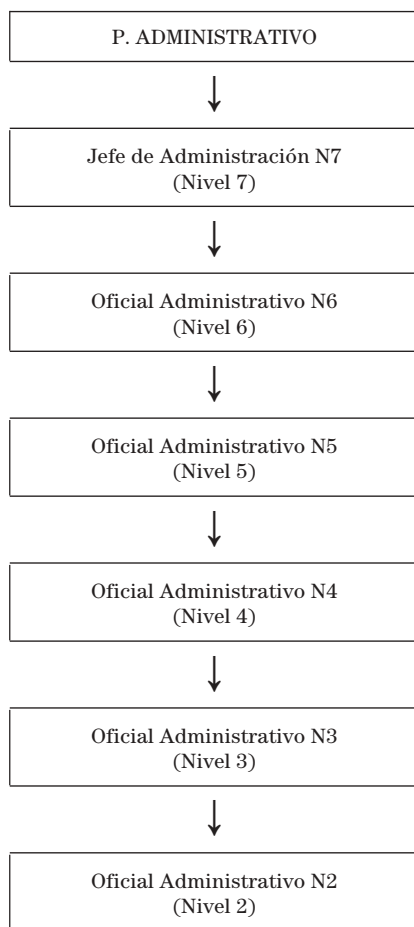 P. ADMINISTRATIVO
Jefe de Administración N7
(Nivel 7)
Oficial Administrativo N6
(Nivel 6)
Oficial Administrativo N5
(Nivel 5)
Oficial Administrativo N4
(Nivel 4)
Oficial Administrativo N3
(Nivel 3)
Oficial Administrativo N2
(Nivel 2)